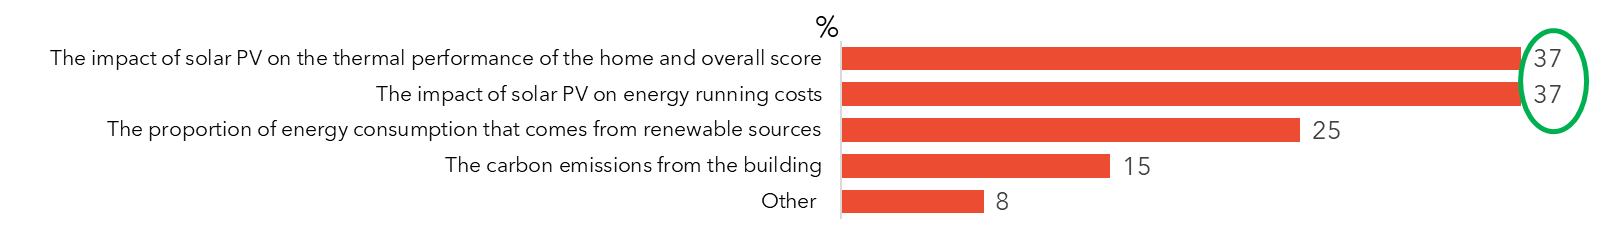 %
The impact of solar PV on the thermal performance of the home and overall score 37
The impact of solar PV on energy running costs 37
The proportion of energy consumption that comes from renewable sources 25
The carbon emissions from the building 15
Other 8